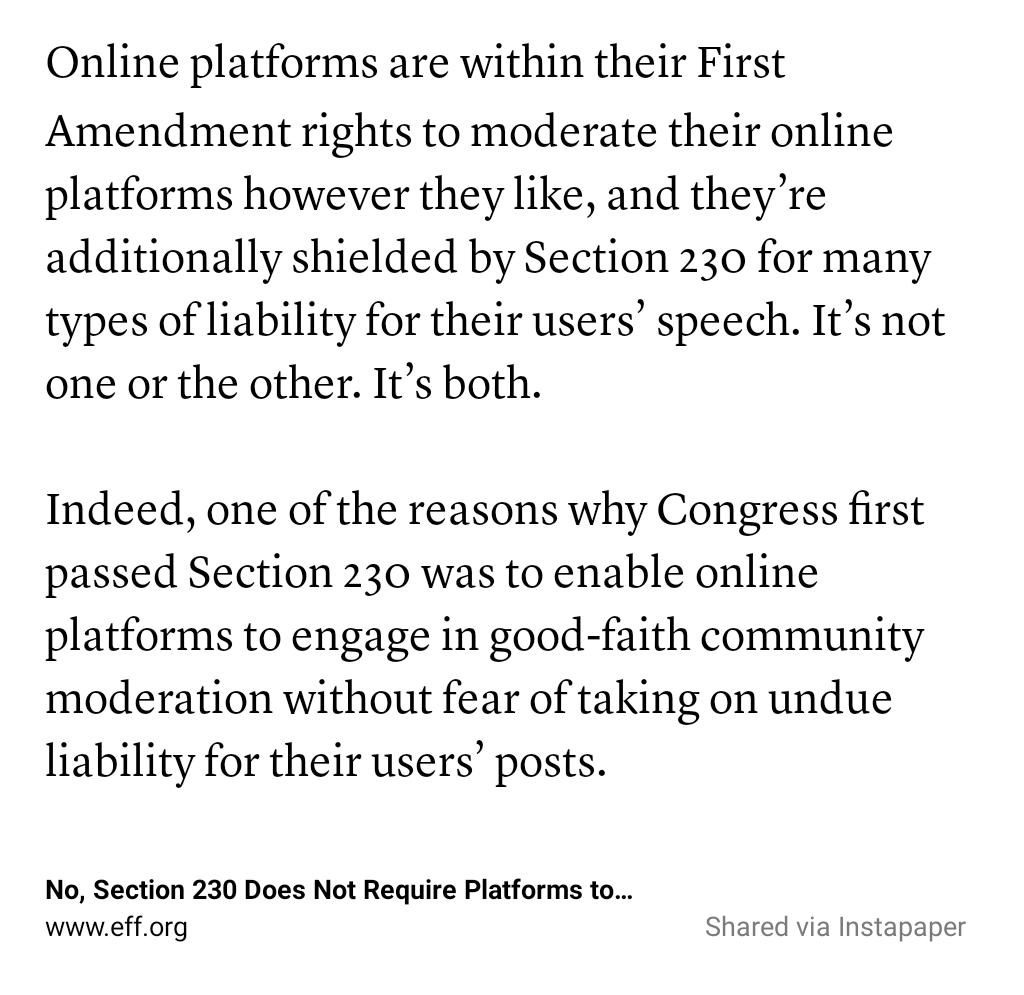 Online platforms are within their First
Amendment rights to moderate their online
platforms however they like, and they’re
additionally shielded by Section 230 for many
types of liability for their users’ speech. It’s not
one or the other. It’s both.
Indeed, one of the reasons why Congress first
passed Section 230 was to enable online
platforms to engage in good-faith community
moderation without fear of taking on undue
liability for their users’ posts.
No, Section 230 Does Not Require Platforms to…
www.eff.org
Shared via Instapaper